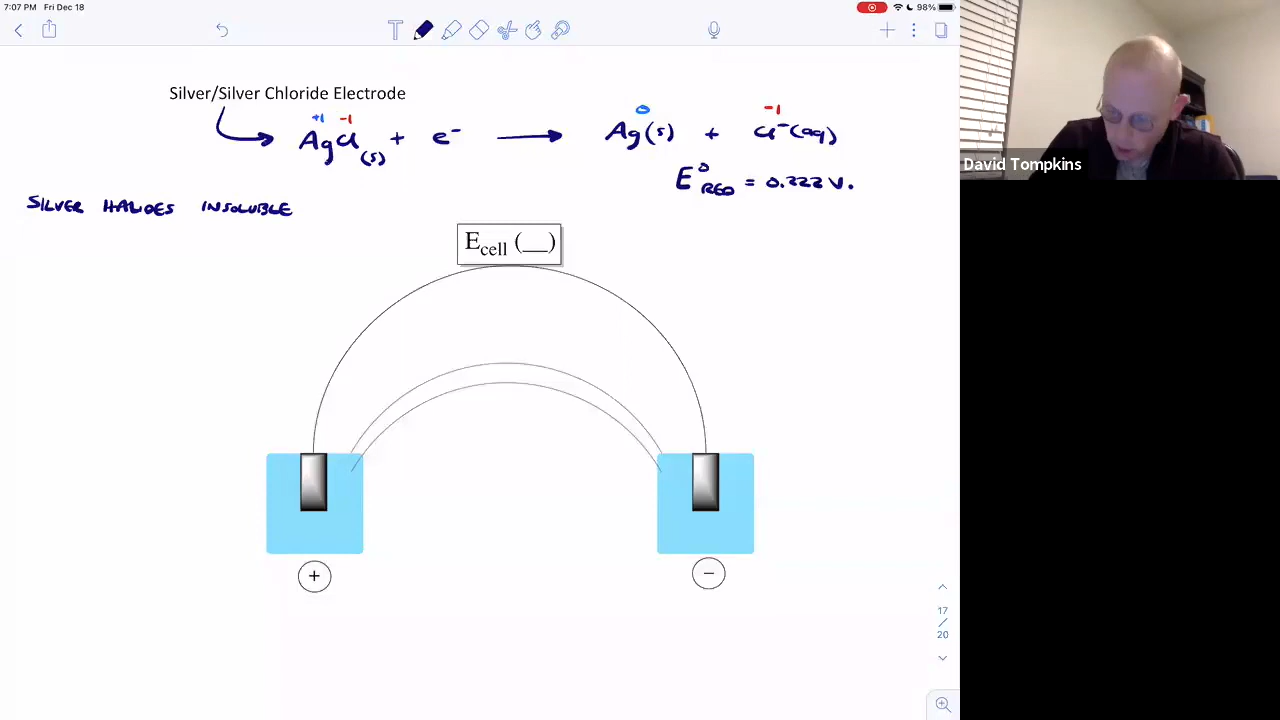 7:07 PM Fri Dec 18
98%
Silver/Silver Chloride Electrode
+1 -1
AgCl(s) + e⁻ → Ag(s) + Cl⁻(aq)
0 -1
E⁰RED = 0.222 V.
SILVER HALIDES INSOLUBLE
Ecell (__)
+ −
17
/
20
David Tompkins